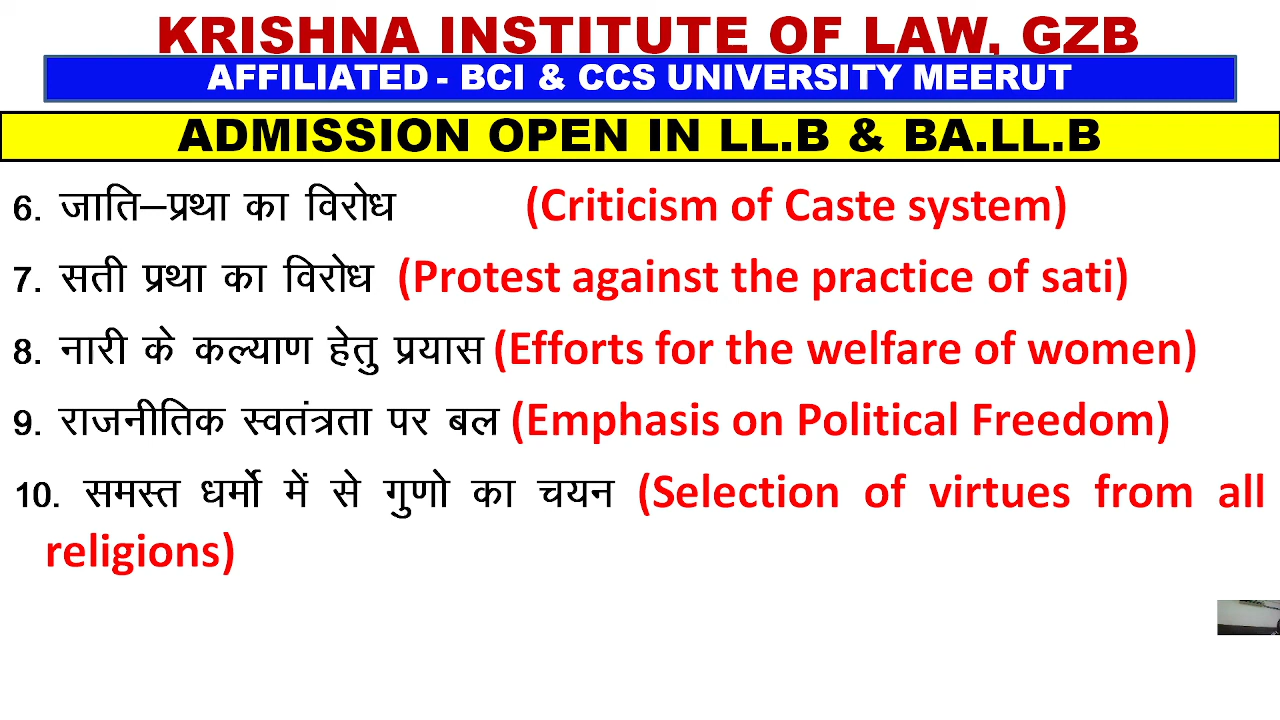 KRISHNA INSTITUTE OF LAW, GZB
AFFILIATED - BCI & CCS UNIVERSITY MEERUT
ADMISSION OPEN IN LL.B & BA.LL.B
6. जाति–प्रथा का विरोध (Criticism of Caste system)
7. सती प्रथा का विरोध (Protest against the practice of sati)
8. नारी के कल्याण हेतु प्रयास (Efforts for the welfare of women)
9. राजनीतिक स्वतंत्रता पर बल (Emphasis on Political Freedom)
10. समस्त धर्मो में से गुणो का चयन (Selection of virtues from all
religions)